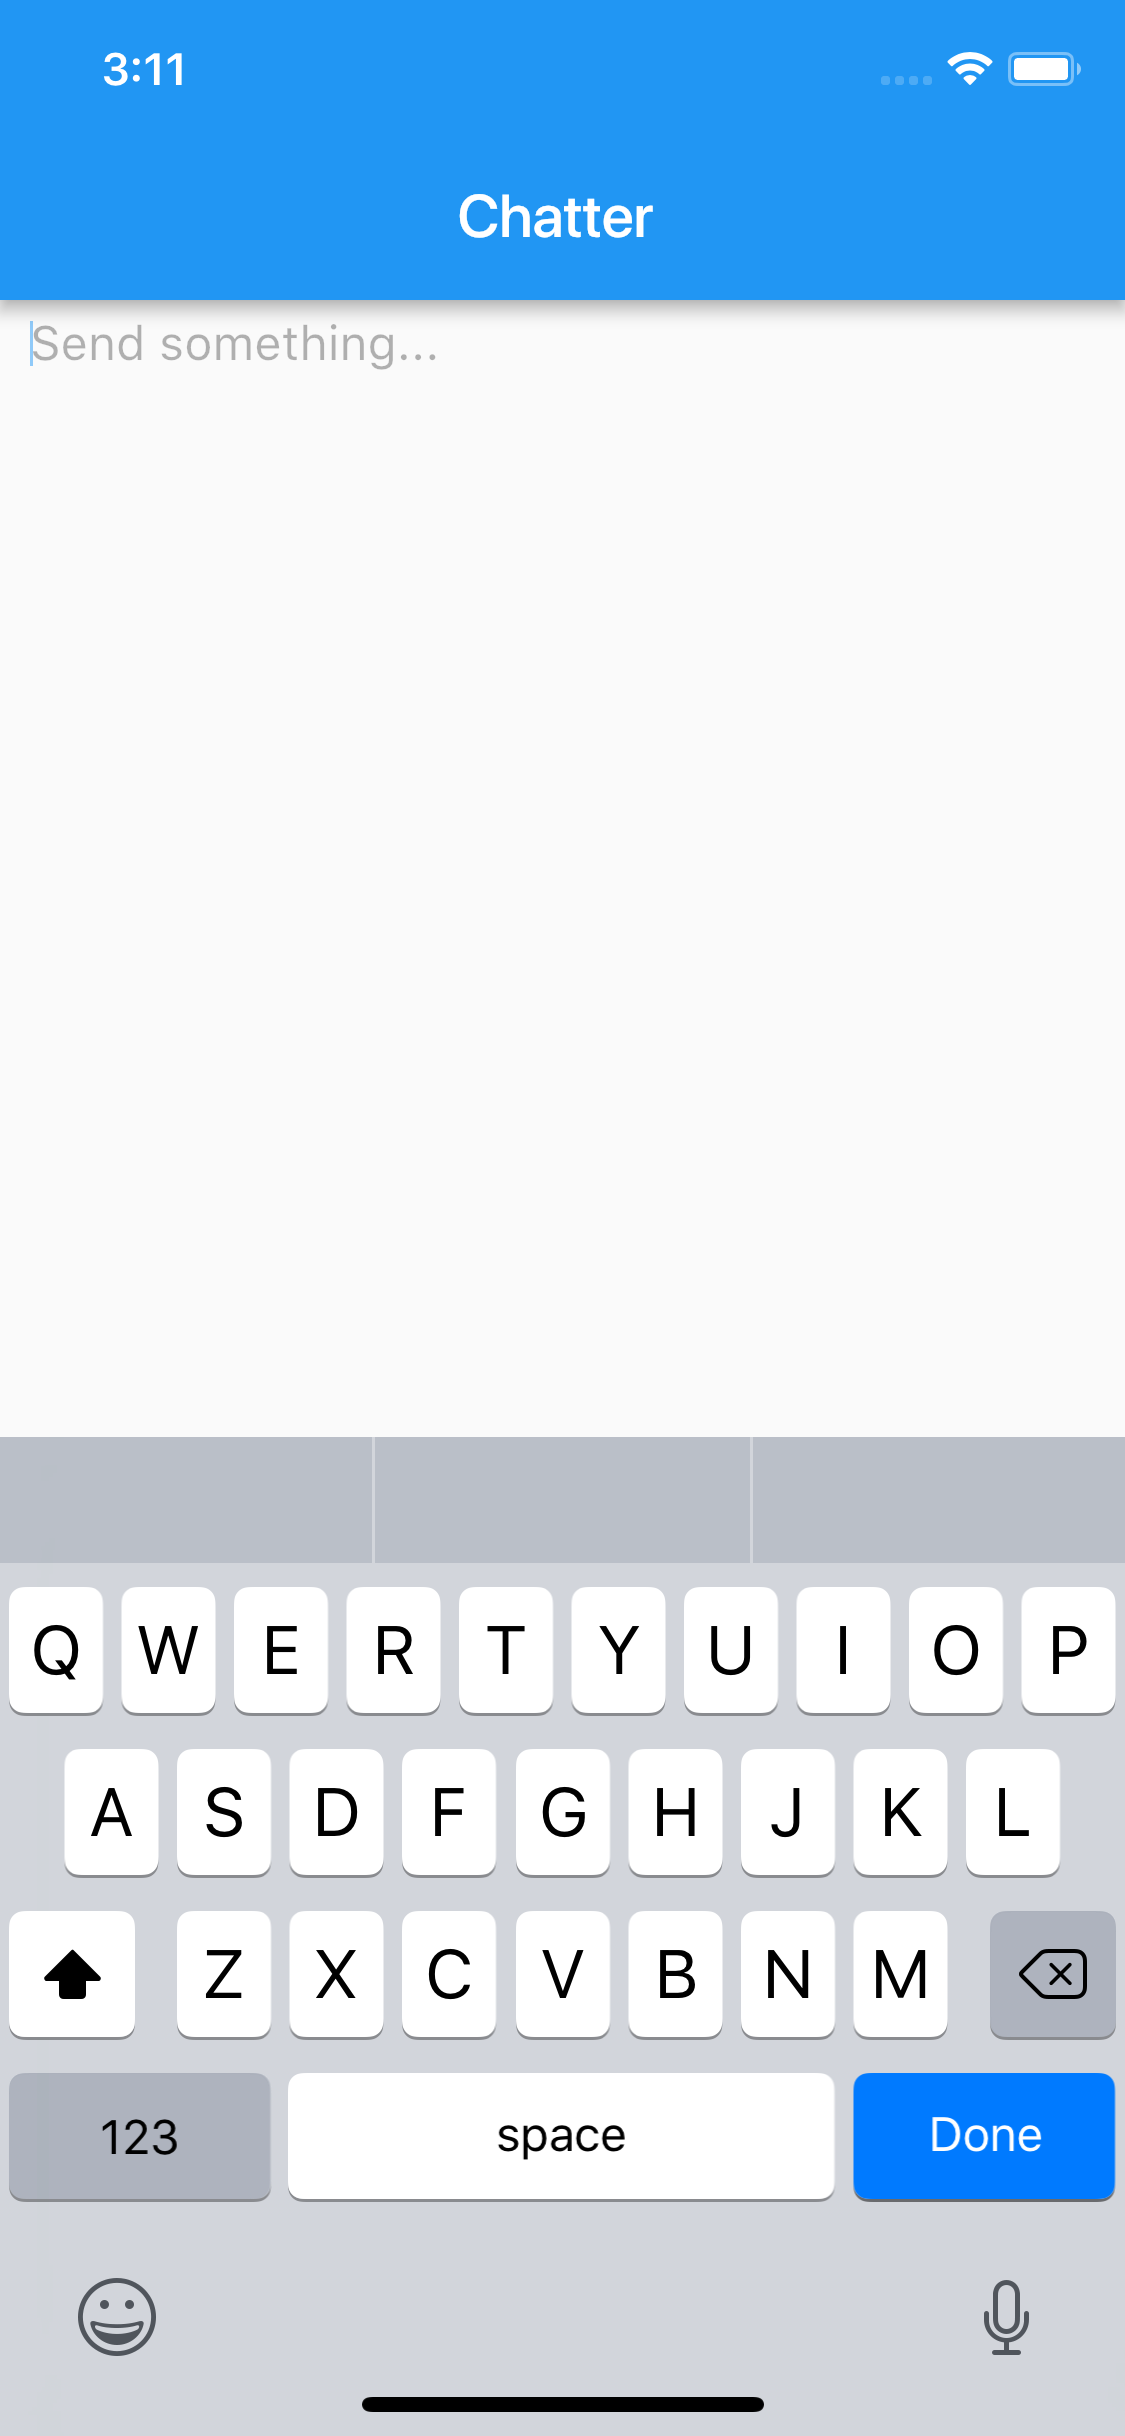 3:11
Chatter
Send something...
Q W E R T Y U I O P
A S D F G H J K L
Z X C V B N M
123 space Done